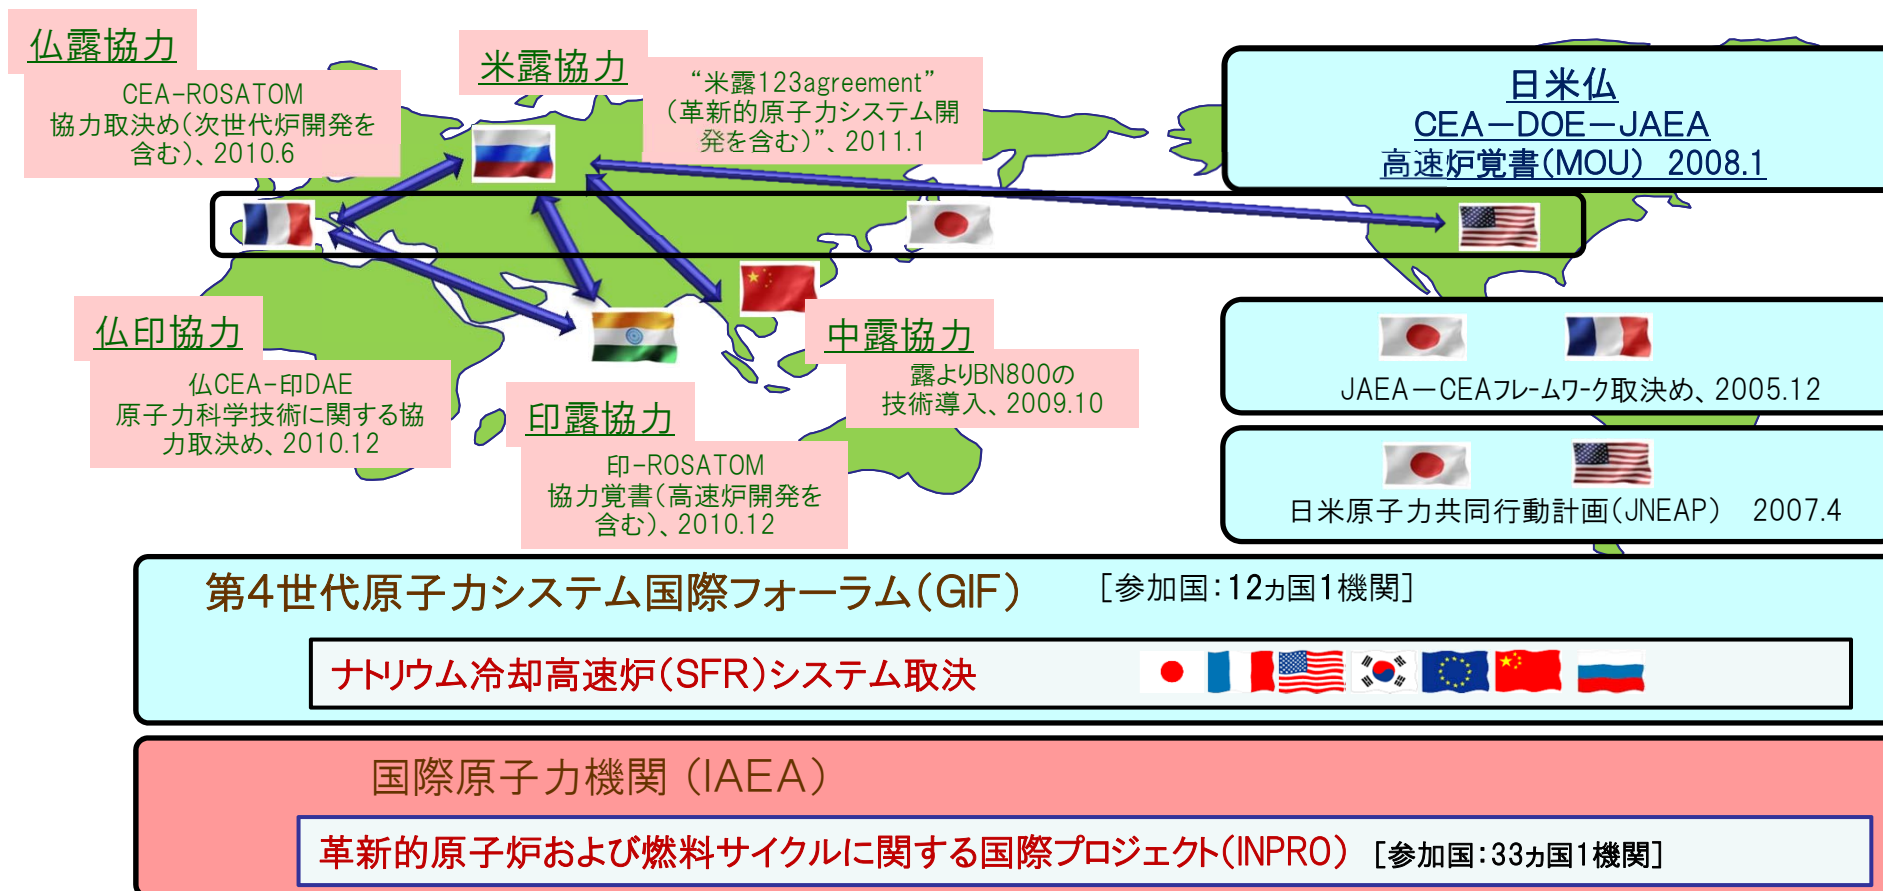 仏露協力
CEA-ROSATOM
協力取決め(次世代炉開発を
含む)、2010.6
米露協力
“米露123agreement”
(革新的原子力システム開
発を含む)”、2011.1
日米仏
CEA－DOE－JAEA
高速炉覚書(MOU) 2008.1
仏印協力
仏CEA-印DAE
原子力科学技術に関する協
力取決め、2010.12
印露協力
印-ROSATOM
協力覚書(高速炉開発を
含む)、2010.12
中露協力
露よりBN800の
技術導入、2009.10
JAEA－CEAフレームワーク取決め、2005.12
日米原子力共同行動計画(JNEAP) 2007.4
第4世代原子力システム国際フォーラム(GIF) [参加国:12ヵ国1機関]
ナトリウム冷却高速炉(SFR)システム取決
国際原子力機関 (IAEA)
革新的原子炉および燃料サイクルに関する国際プロジェクト(INPRO) [参加国:33ヵ国1機関]